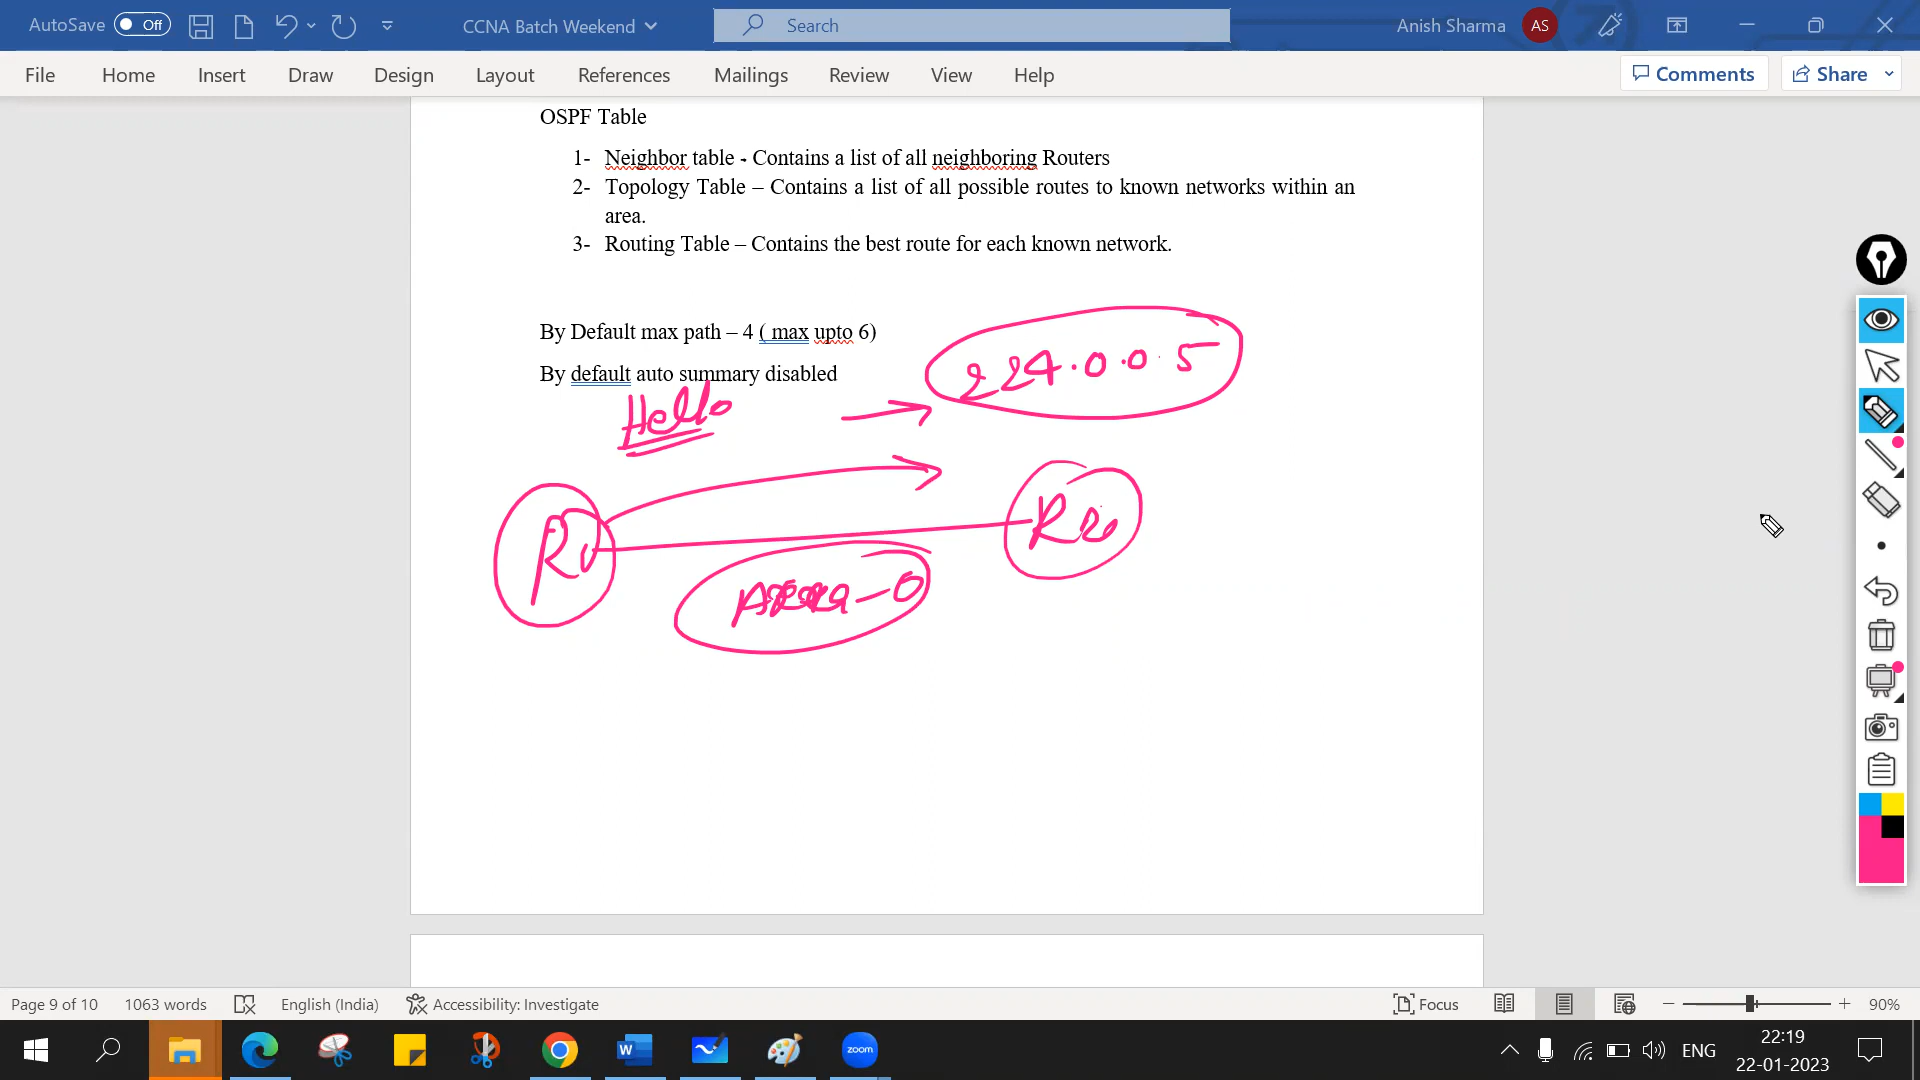 AutoSave Off
CCNA Batch Weekend
Search
Anish Sharma
AS
File Home Insert Draw Design Layout References Mailings Review View Help
Comments
Share
OSPF Table
1- Neighbor table - Contains a list of all neighboring Routers
2- Topology Table – Contains a list of all possible routes to known networks within an
area.
3- Routing Table – Contains the best route for each known network.
By Default max path – 4 ( max upto 6)
224.0.0.5
By default auto summary disabled
Hello
Page 9 of 10 1063 words English (India) Accessibility: Investigate
Focus
90%
W
zoom
ENG
22:19
22-01-2023